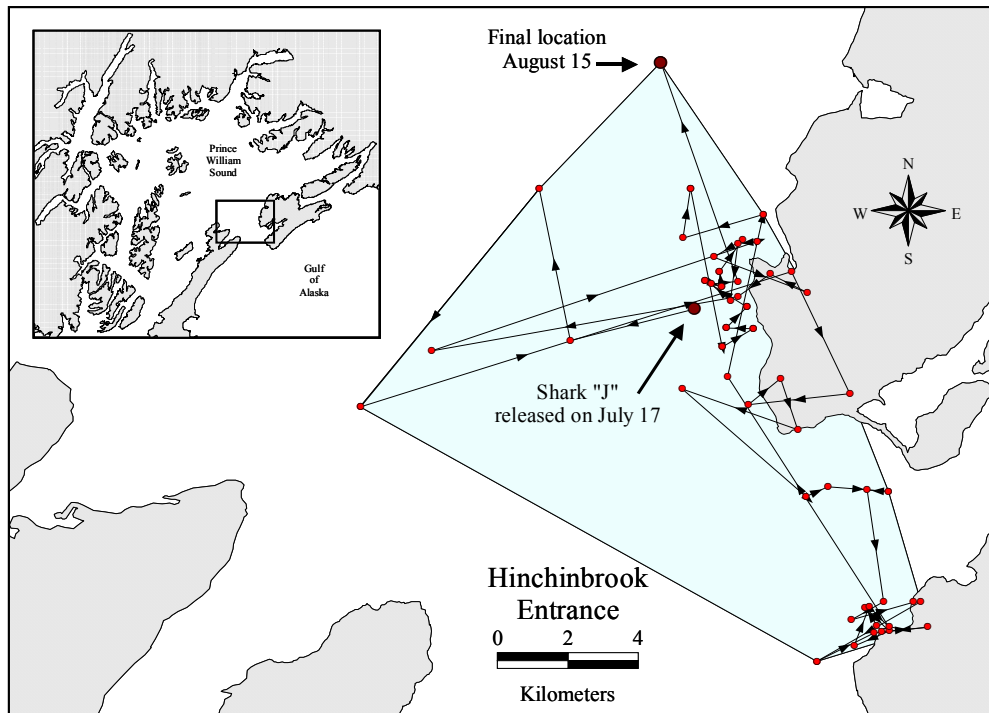 Final location
August 15
Prince
William
Sound
Gulf
of
Alaska
N
W
E
S
Shark "J"
released on July 17
Hinchinbrook
Entrance
0 2 4
Kilometers